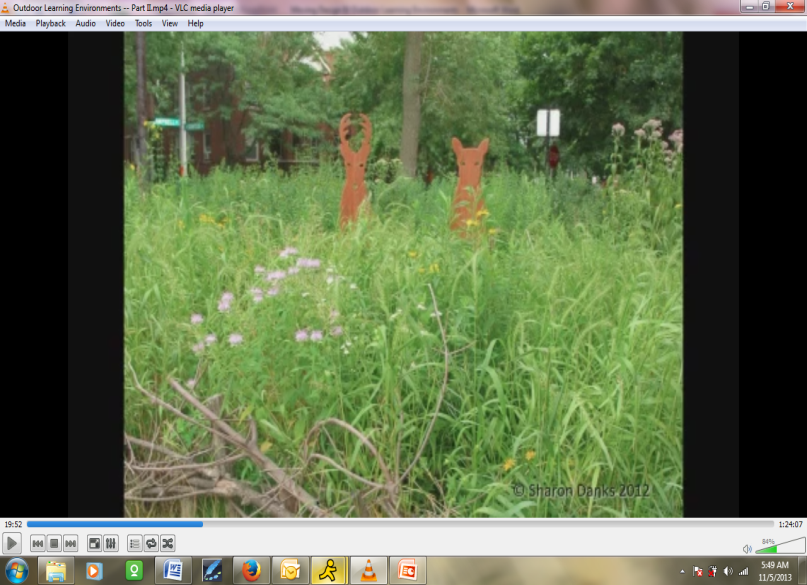 Outdoor Learning Environments -- Part II.mp4 - VLC media player
Media Playback Audio Video Tools View Help
© Sharon Danks 2012
19:52
1:24:07
84%
5:49 AM
11/5/2013